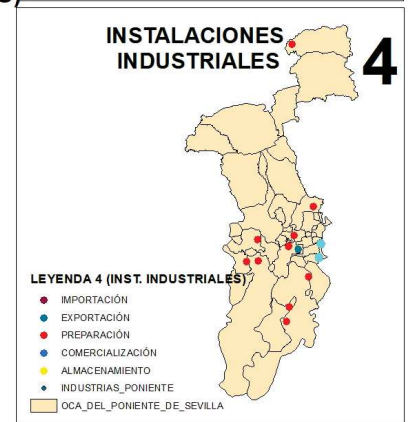 INSTALACIONES
INDUSTRIALES
4
LEYENDA 4 (INST. INDUSTRIALES)
IMPORTACIÓN
EXPORTACIÓN
PREPARACIÓN
COMERCIALIZACIÓN
ALMACENAMIENTO
INDUSTRIAS_PONIENTE
OCA_DEL_PONIENTE_DE_SEVILLA